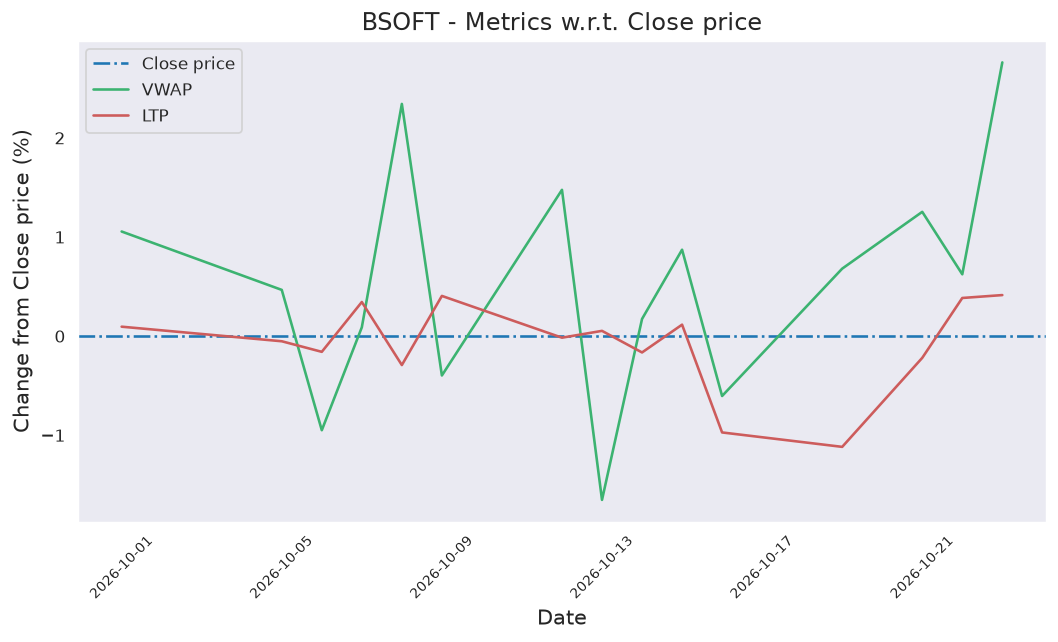 BSOFT - Metrics w.r.t. Close price
Close price
VWAP
LTP
Change from Close price (%)
2
1
0
−1
2026-10-01
2026-10-05
2026-10-09
2026-10-13
2026-10-17
2026-10-21
Date